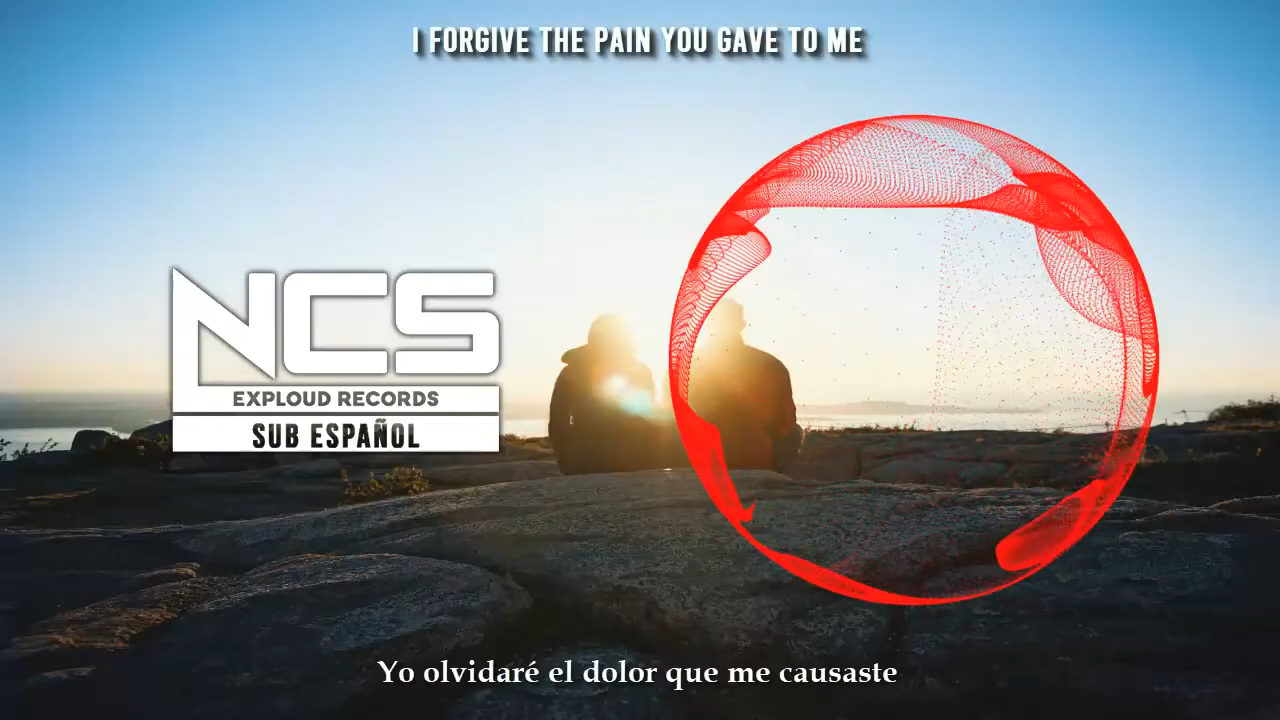 I FORGIVE THE PAIN YOU GAVE TO ME
NCS
EXPLOUD RECORDS
SUB ESPAÑOL
Yo olvidaré el dolor que me causaste